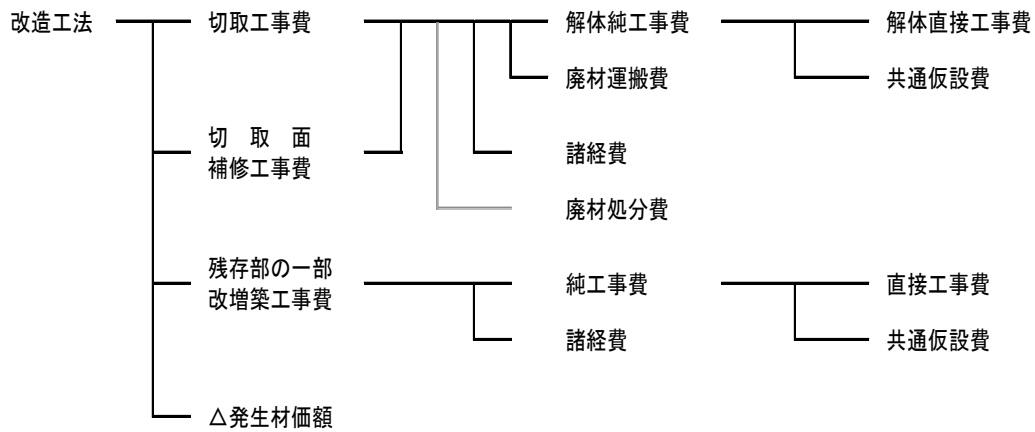 改造工法 切取工事費 解体純工事費 解体直接工事費
廃材運搬費 共通仮設費
切　取　面
補修工事費
諸経費
廃材処分費
残存部の一部
改増築工事費
純工事費 直接工事費
諸経費 共通仮設費
△発生材価額